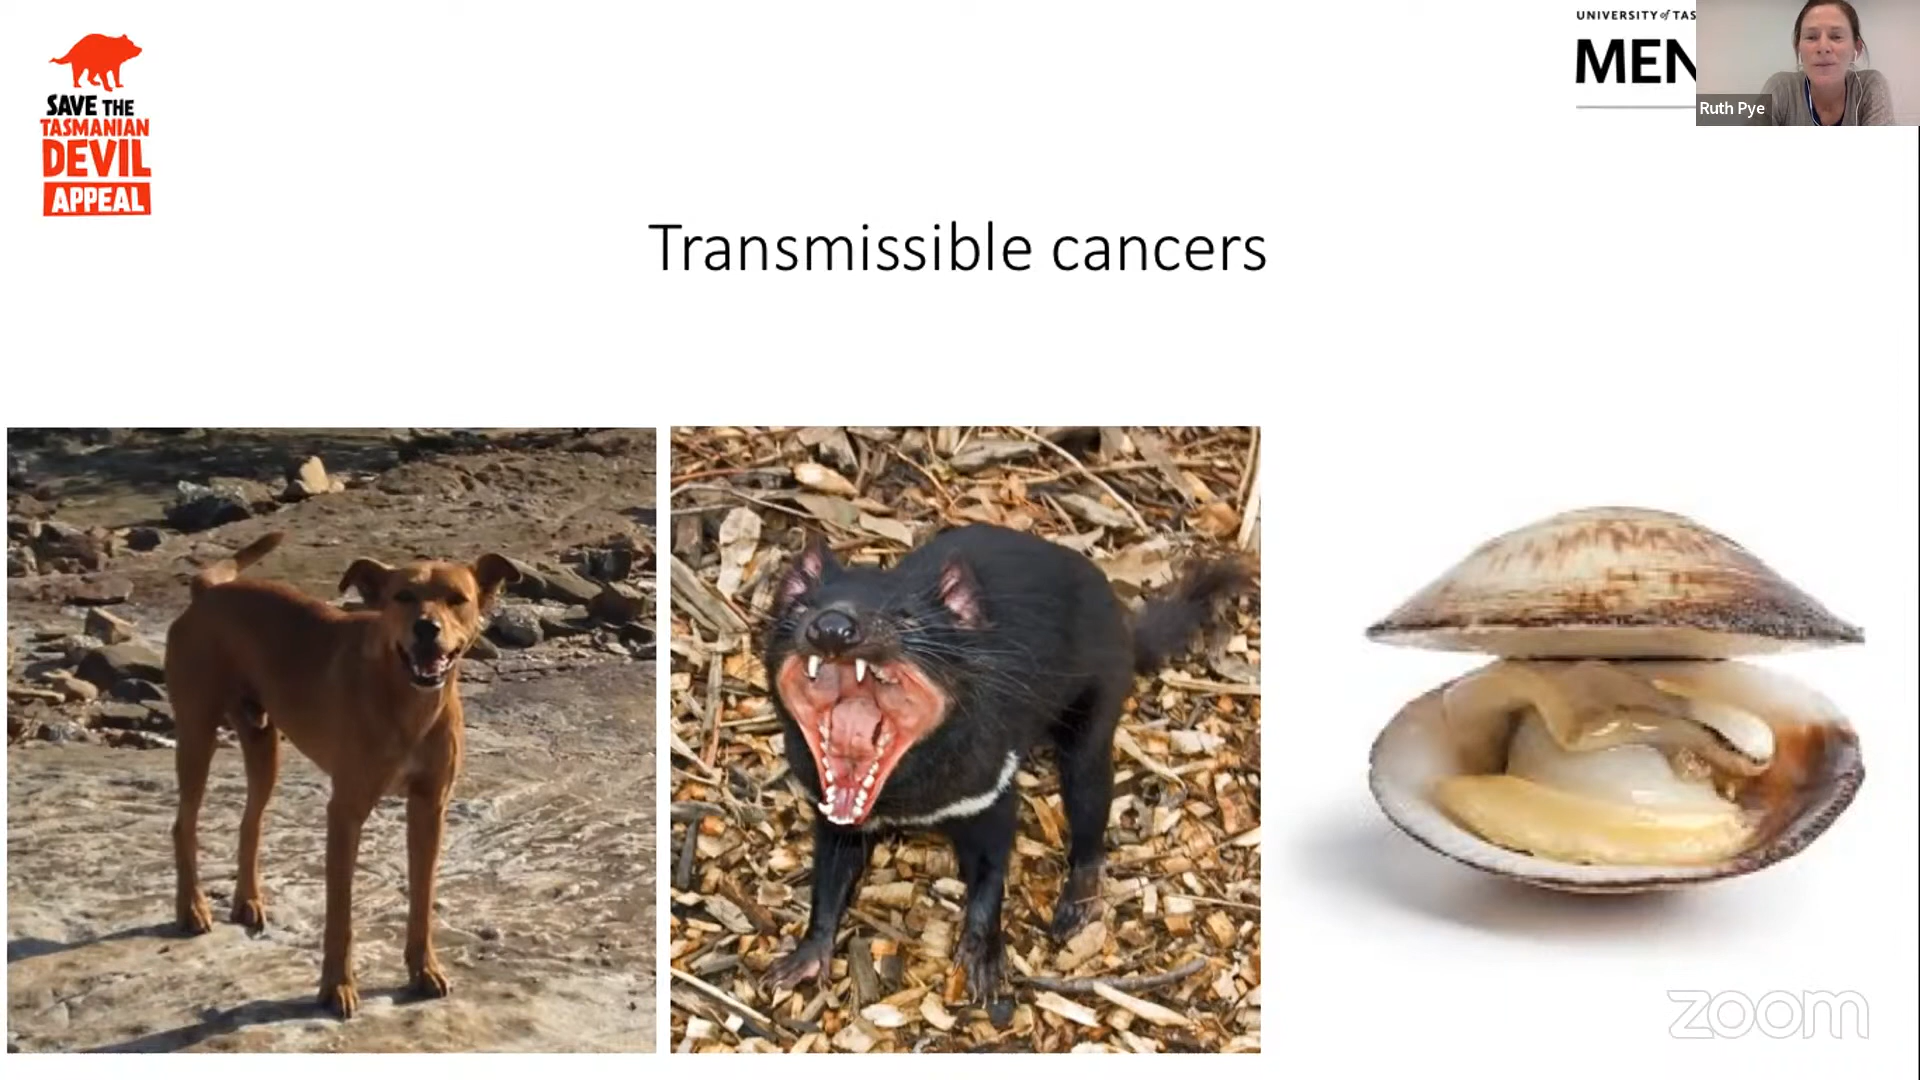 SAVE THE
TASMANIAN
DEVIL
APPEAL
UNIVERSITY of TAS
MEN
Ruth Pye
Transmissible cancers
zoom